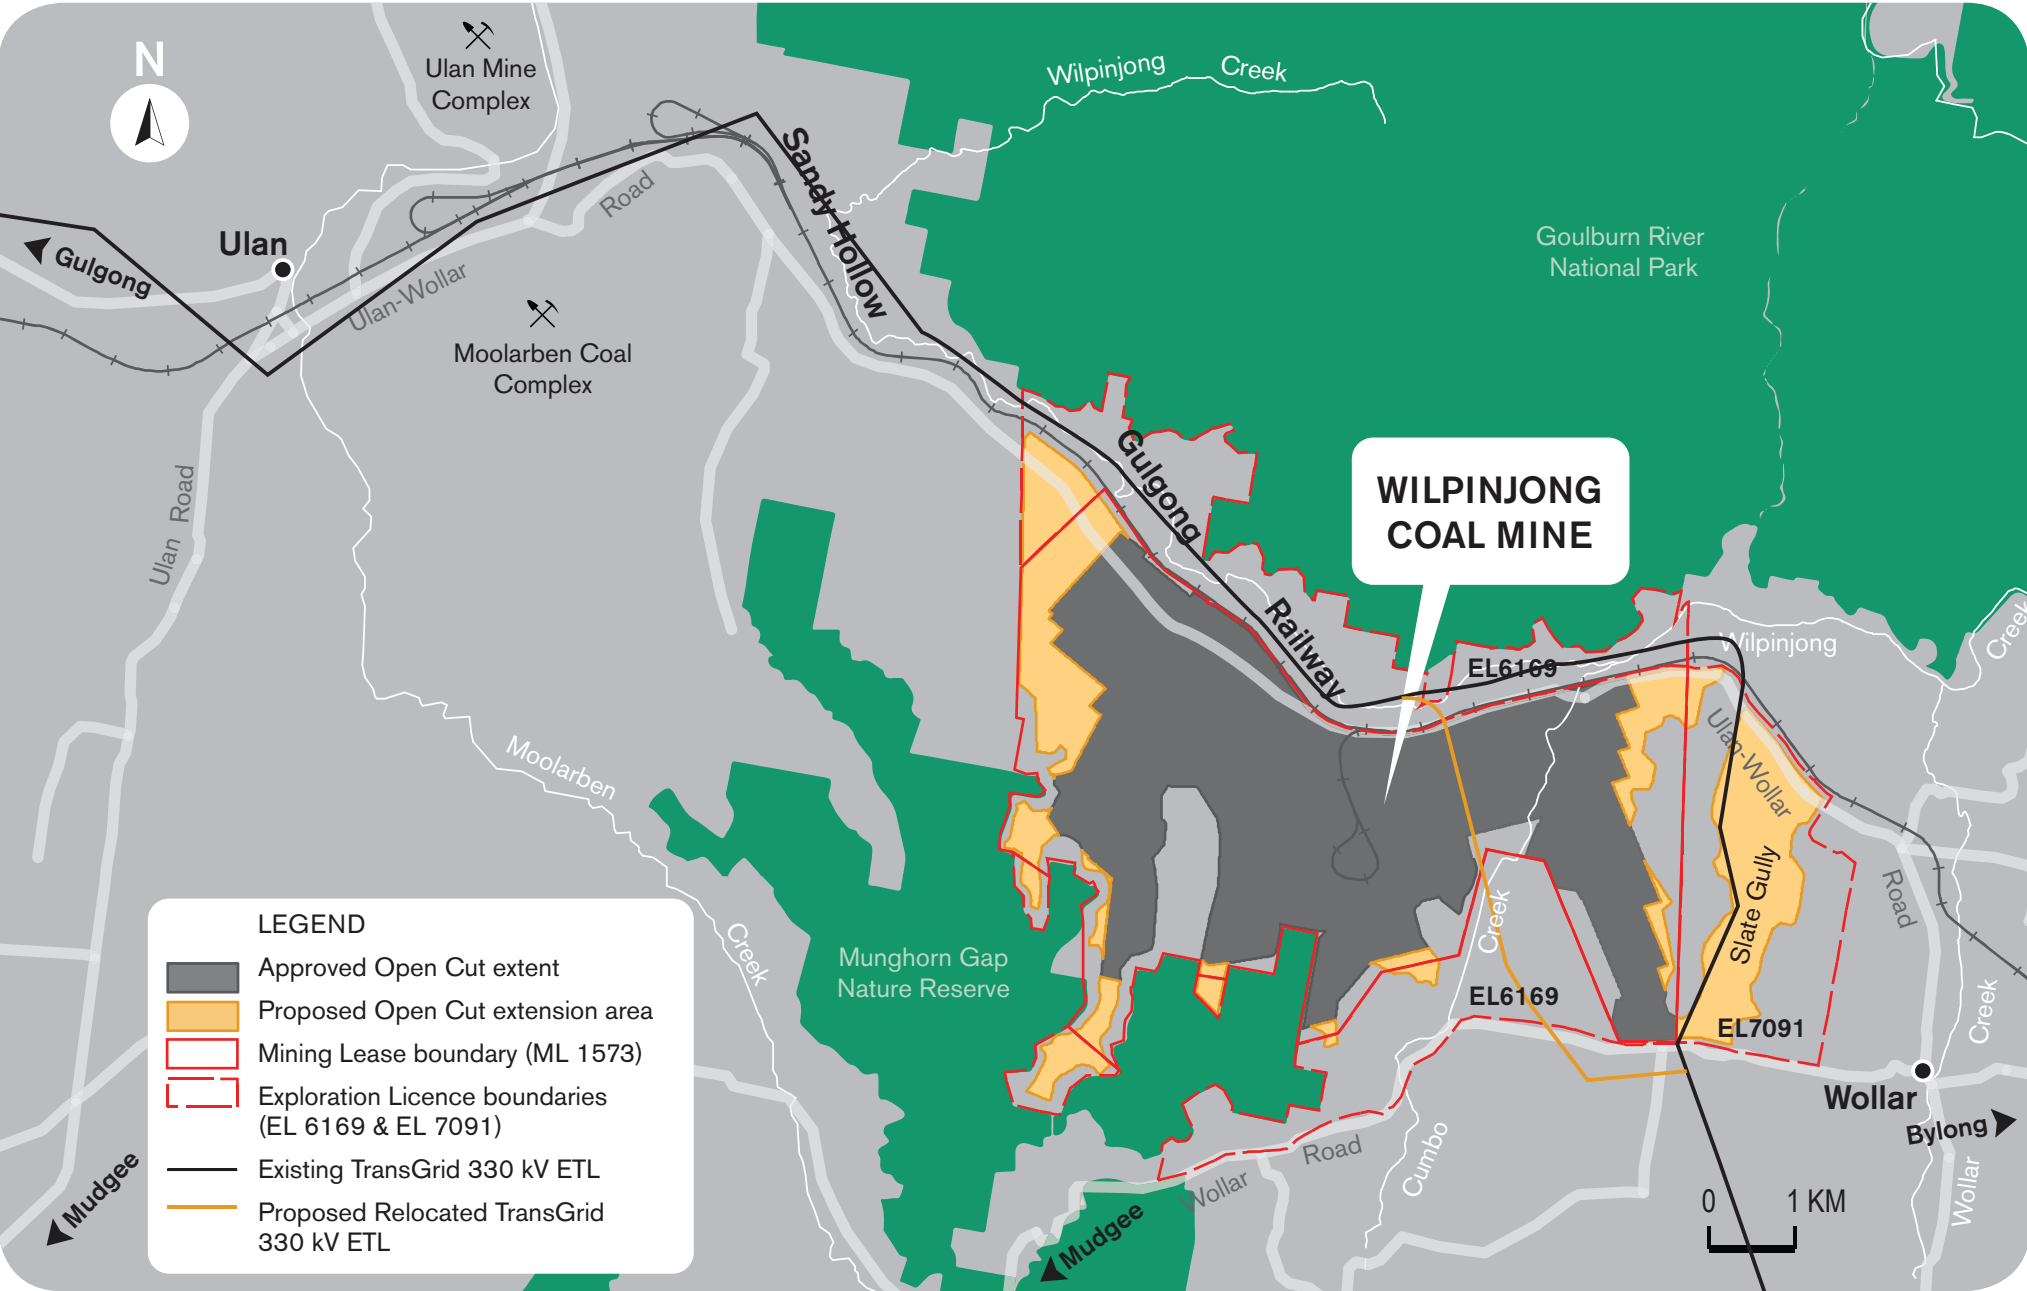 N
Ulan Mine
Complex
Wilpinjong Creek
Sandy Hollow
Road
Goulburn River
National Park
Ulan
Gulgong
Ulan-Wollar
Moolarben Coal
Complex
Gulgong
WILPINJONG
COAL MINE
Ulan Road
Railway
Creek
Wilpinjong
EL6169
Moolarben
Ulan-Wollar
Slate Gully
Road
Creek
Creek
Munghorn Gap
Nature Reserve
EL6169
Creek
EL7091
Wollar
Bylong
Cumbo
Road
Wollar
Wollar
Mudgee
Mudgee
0 1 KM
LEGEND
Approved Open Cut extent
Proposed Open Cut extension area
Mining Lease boundary (ML 1573)
Exploration Licence boundaries
(EL 6169 & EL 7091)
Existing TransGrid 330 kV ETL
Proposed Relocated TransGrid
330 kV ETL